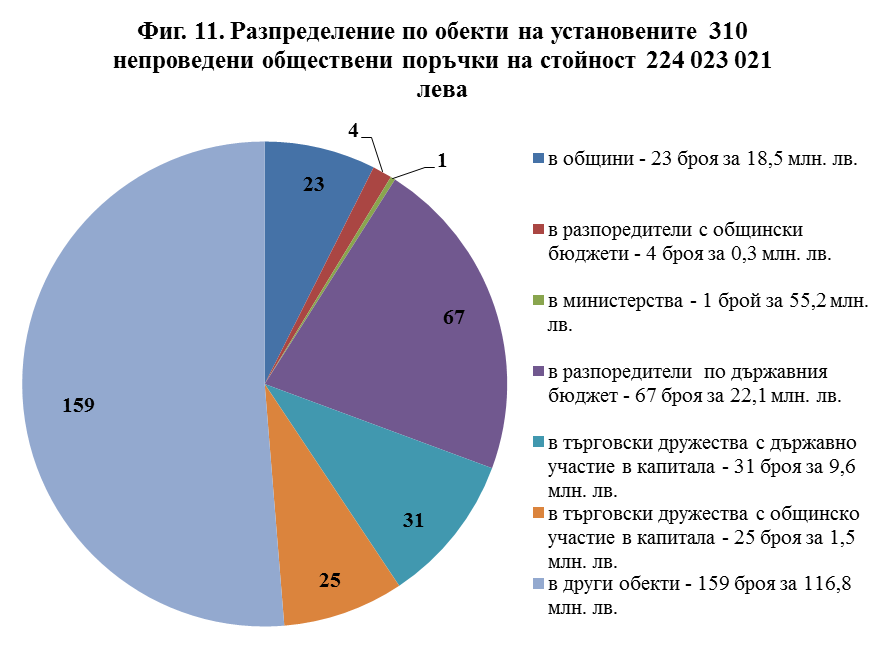 Фиг. 11. Разпределение по обекти на установените 310
непроведени обществени поръчки на стойност 224 023 021
лева
4
1
23
67
159
31
25
в общини - 23 броя за 18,5 млн. лв.
в разпоредители с общински
бюджети - 4 броя за 0,3 млн. лв.
в министерства - 1 брой за 55,2 млн.
лв.
в разпоредители по държавния
бюджет - 67 броя за 22,1 млн. лв.
в търговски дружества с държавно
участие в капитала - 31 броя за 9,6
млн. лв.
в търговски дружества с общинско
участие в капитала - 25 броя за 1,5
млн. лв.
в други обекти - 159 броя за 116,8
млн. лв.